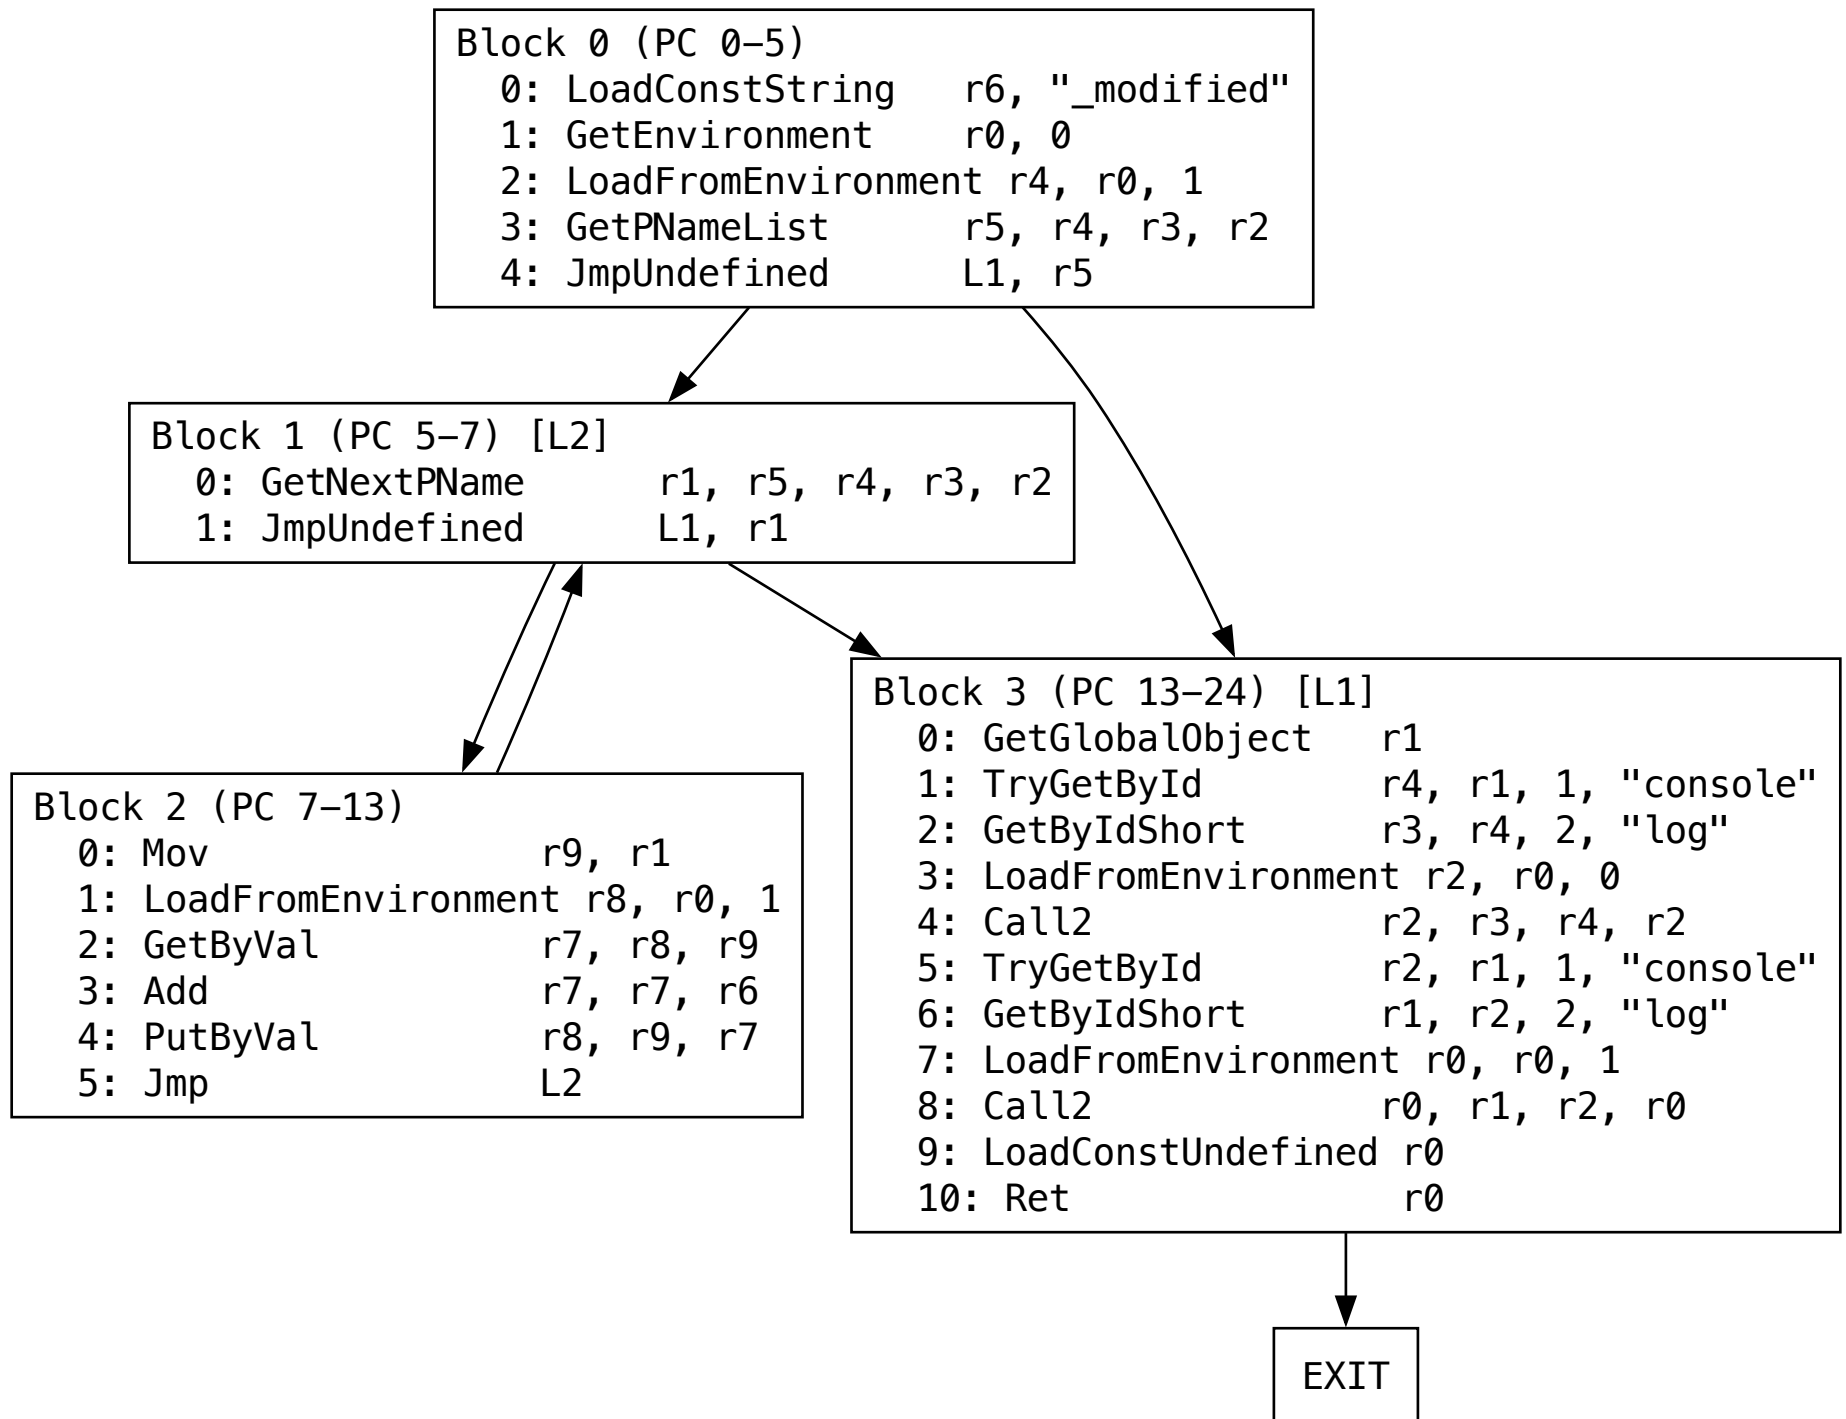 Block 0 (PC 0–5)
0: LoadConstString r6, "_modified"
1: GetEnvironment r0, 0
2: LoadFromEnvironment r4, r0, 1
3: GetPNameList r5, r4, r3, r2
4: JmpUndefined L1, r5
Block 1 (PC 5–7) [L2]
0: GetNextPName r1, r5, r4, r3, r2
1: JmpUndefined L1, r1
Block 2 (PC 7–13)
0: Mov r9, r1
1: LoadFromEnvironment r8, r0, 1
2: GetByVal r7, r8, r9
3: Add r7, r7, r6
4: PutByVal r8, r9, r7
5: Jmp L2
Block 3 (PC 13–24) [L1]
0: GetGlobalObject r1
1: TryGetById r4, r1, 1, "console"
2: GetByIdShort r3, r4, 2, "log"
3: LoadFromEnvironment r2, r0, 0
4: Call2 r2, r3, r4, r2
5: TryGetById r2, r1, 1, "console"
6: GetByIdShort r1, r2, 2, "log"
7: LoadFromEnvironment r0, r0, 1
8: Call2 r0, r1, r2, r0
9: LoadConstUndefined r0
10: Ret r0
EXIT